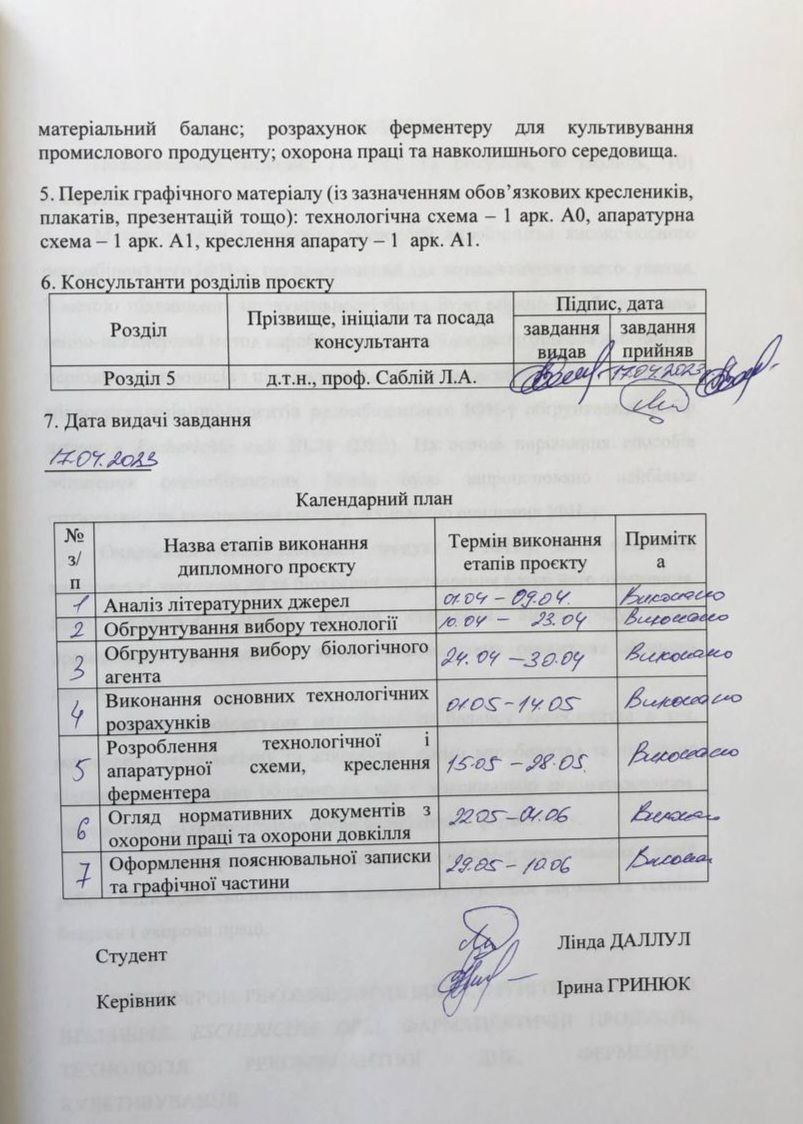 матеріальний баланс; розрахунок ферментеру для культивування
промислового продуценту; охорона праці та навколишнього середовища.
5. Перелік графічного матеріалу (із зазначенням обов’язкових креслеників,
плакатів, презентацій тощо): технологічна схема – 1 арк. А0, апаратурна
схема – 1 арк. А1, креслення апарату – 1 арк. А1.
6. Консультанти розділів проєкту
Розділ
Прізвище, ініціали та посада
консультанта
Підпис, дата
завдання
видав
завдання
прийняв
Розділ 5
д.т.н., проф. Саблій Л.А.
17.04.2023
7. Дата видачі завдання
17.04.2023
Календарний план
№
з/
п
Назва етапів виконання
дипломного проєкту
Термін виконання
етапів проєкту
Примітк
а
1 Аналіз літературних джерел 01.04 – 09.04. Виконано
2 Обгрунтування вибору технології 10.04 – 23.04 Виконано
3 Обгрунтування вибору біологічного
агента
24.04 – 30.04 Виконано
4 Виконання основних технологічних
розрахунків
01.05 – 14.05 Виконано
5 Розроблення технологічної і
апаратурної схеми, креслення
ферментера
15.05 – 28.05. Виконано
6 Огляд нормативних документів з
охорони праці та охорони довкілля
22.05 – 04.06 Виконан
7 Оформлення пояснювальної записки
та графічної частини
29.05 – 10.06 Виконан
Студент
Лінда ДАЛЛУЛ
Керівник
Ірина ГРИНЮК